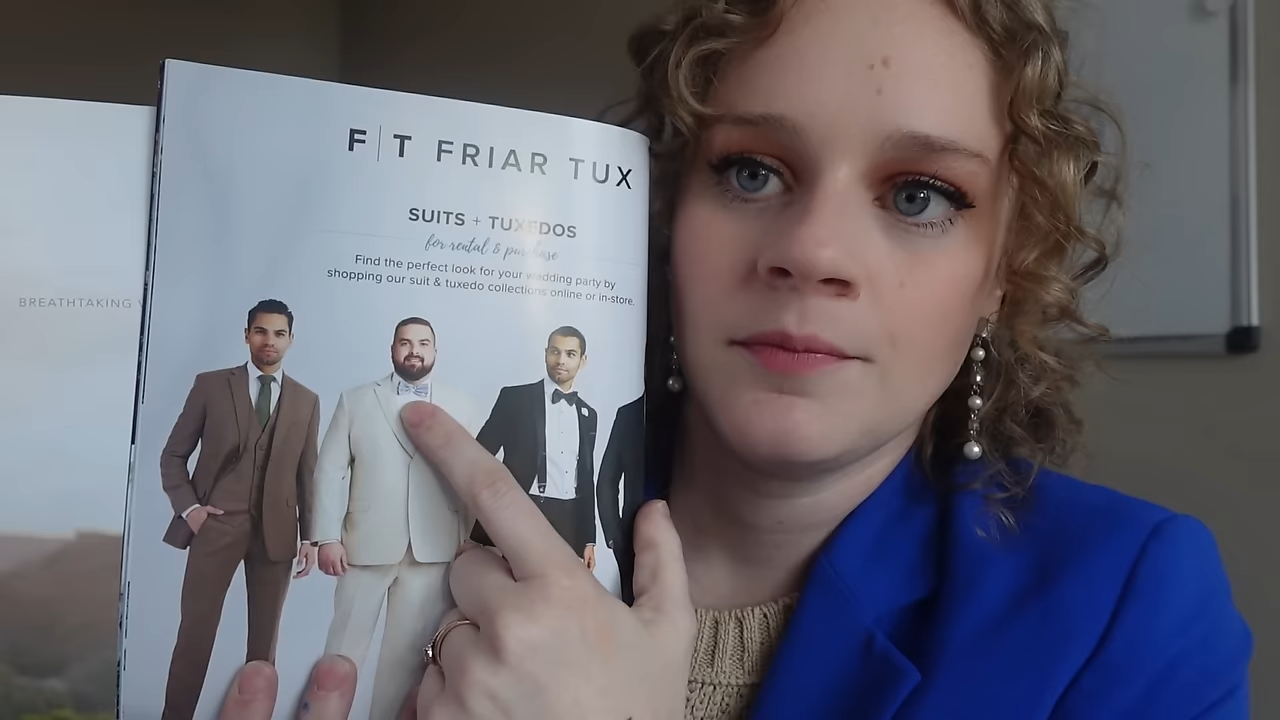 BREATHTAKING
F|T FRIAR TUX
SUITS + TUXEDOS
for rental & purchase
Find the perfect look for your wedding party by
shopping our suit & tuxedo collections online or in-store.